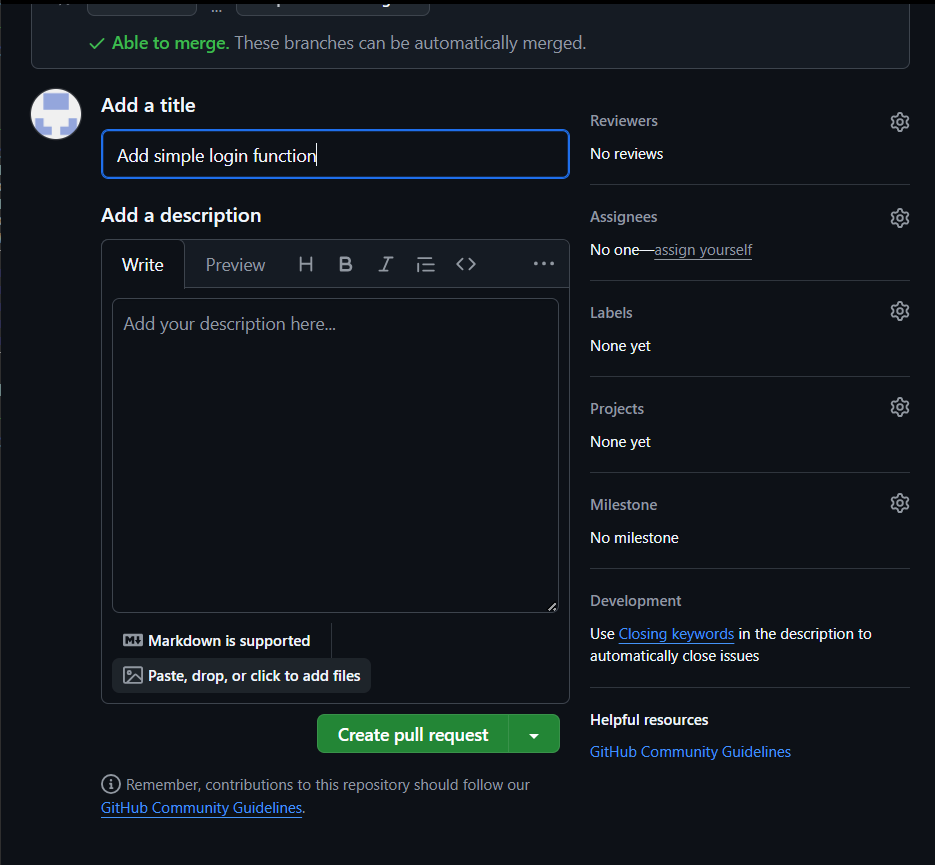 ...
Able to merge. These branches can be automatically merged.
Add a title
Add simple login function
Add a description
Write Preview H B I
Add your description here...
Markdown is supported
Paste, drop, or click to add files
Create pull request
Remember, contributions to this repository should follow our
GitHub Community Guidelines.
Reviewers
No reviews
Assignees
No one—assign yourself
Labels
None yet
Projects
None yet
Milestone
No milestone
Development
Use Closing keywords in the description to
automatically close issues
Helpful resources
GitHub Community Guidelines